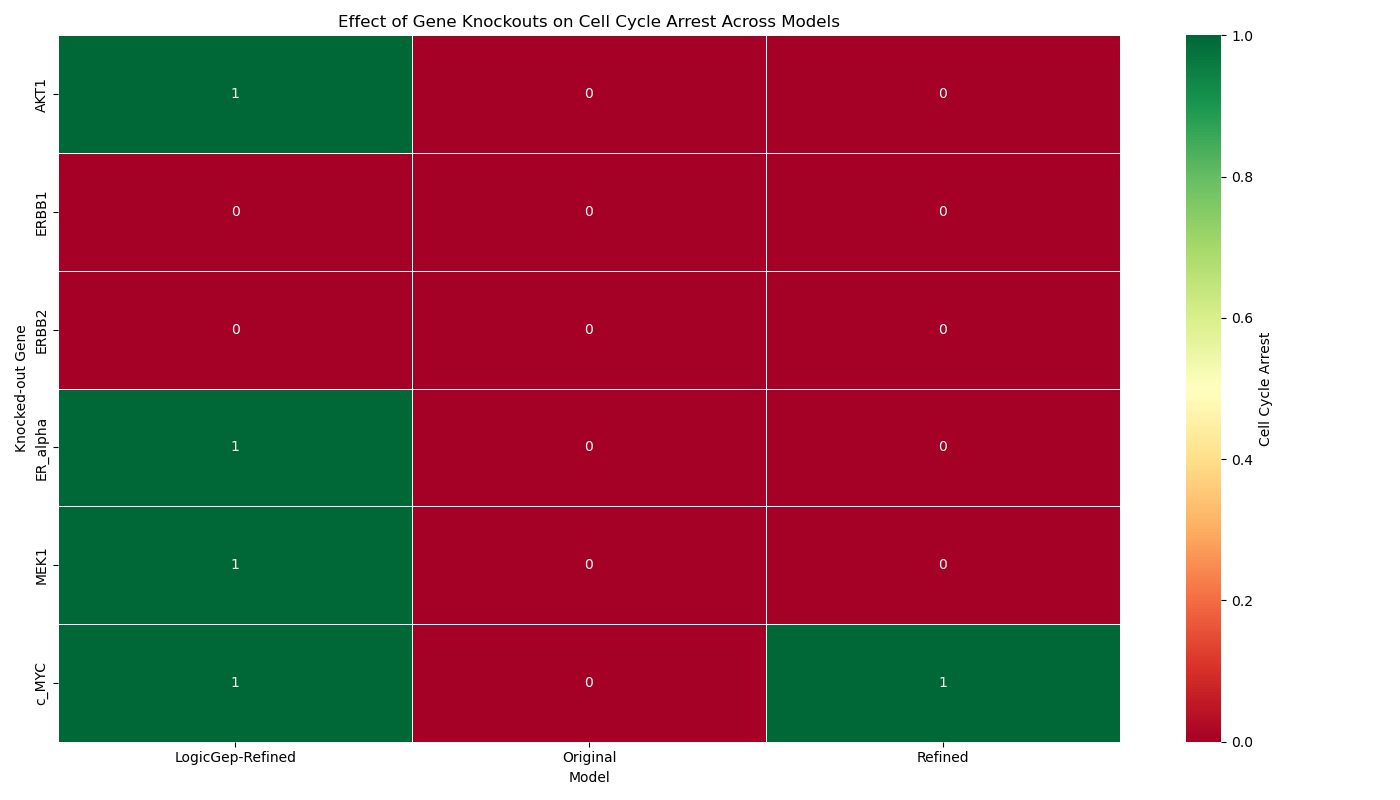 Effect of Gene Knockouts on Cell Cycle Arrest Across Models
Knocked-out Gene
AKT1
1 0 0
ERBB1
0 0 0
ERBB2
0 0 0
ER_alpha
1 0 0
MEK1
1 0 0
c_MYC
1 0 1
LogicGep-Refined Original Refined
Model
1.0
0.8
0.6
0.4
0.2
0.0
Cell Cycle Arrest